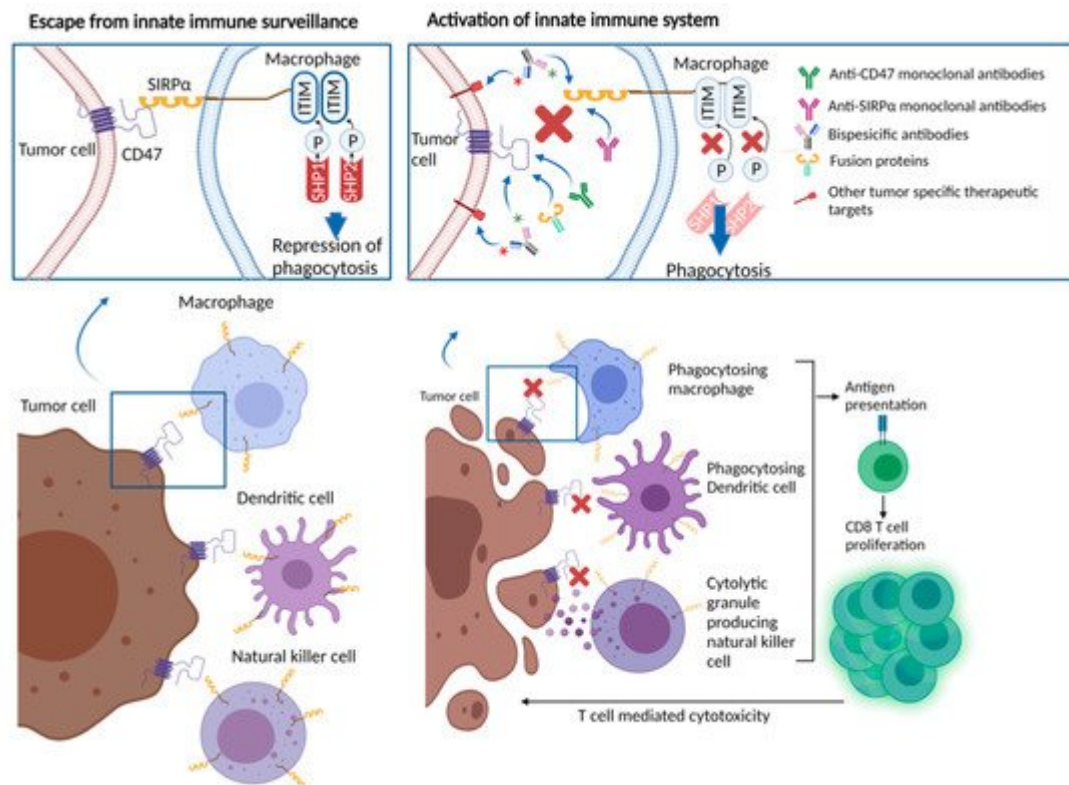 Escape from innate immune surveillance
Macrophage
SIRPα
ITIM
ITIM
Tumor cell
CD47
P
P
SHP1
SHP2
Repression of
phagocytosis
Activation of innate immune system
Macrophage
ITIM
ITIM
Tumor
cell
P
P
SHP1
SHP2
Phagocytosis
Anti-CD47 monoclonal antibodies
Anti-SIRPα monoclonal antibodies
Bispesicific antibodies
Fusion proteins
Other tumor specific therapeutic
targets
Macrophage
Tumor cell
Dendritic cell
Natural killer cell
Tumor cell
Phagocytosing
macrophage
Phagocytosing
Dendritic cell
Cytolytic
granule
producing
natural killer
cell
Antigen
presentation
CD8 T cell
proliferation
T cell mediated cytotoxicity